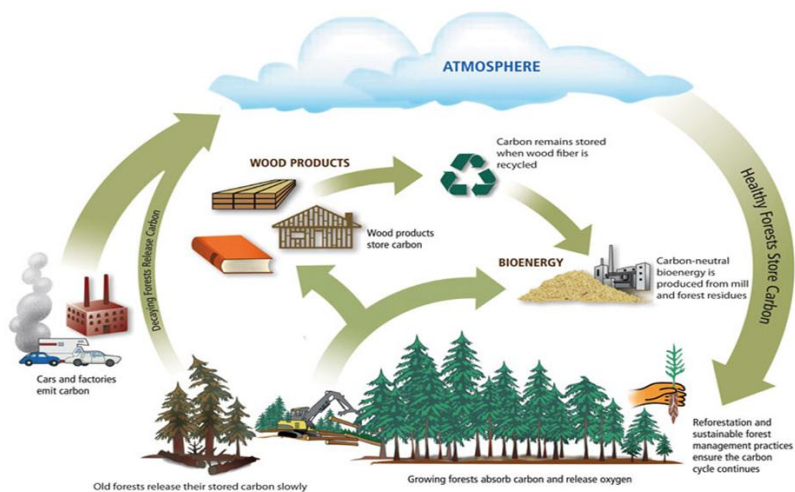 ATMOSPHERE
WOOD PRODUCTS
Carbon remains stored
when wood fiber is
recycled
Wood products
store carbon
BIOENERGY
Carbon-neutral
bioenergy is
produced from mill
and forest residues
Healthy Forests Store Carbon
Decaying Forests Release Carbon
Cars and factories
emit carbon
Old forests release their stored carbon slowly
Growing forests absorb carbon and release oxygen
Reforestation and
sustainable forest
management practices
ensure the carbon
cycle continues